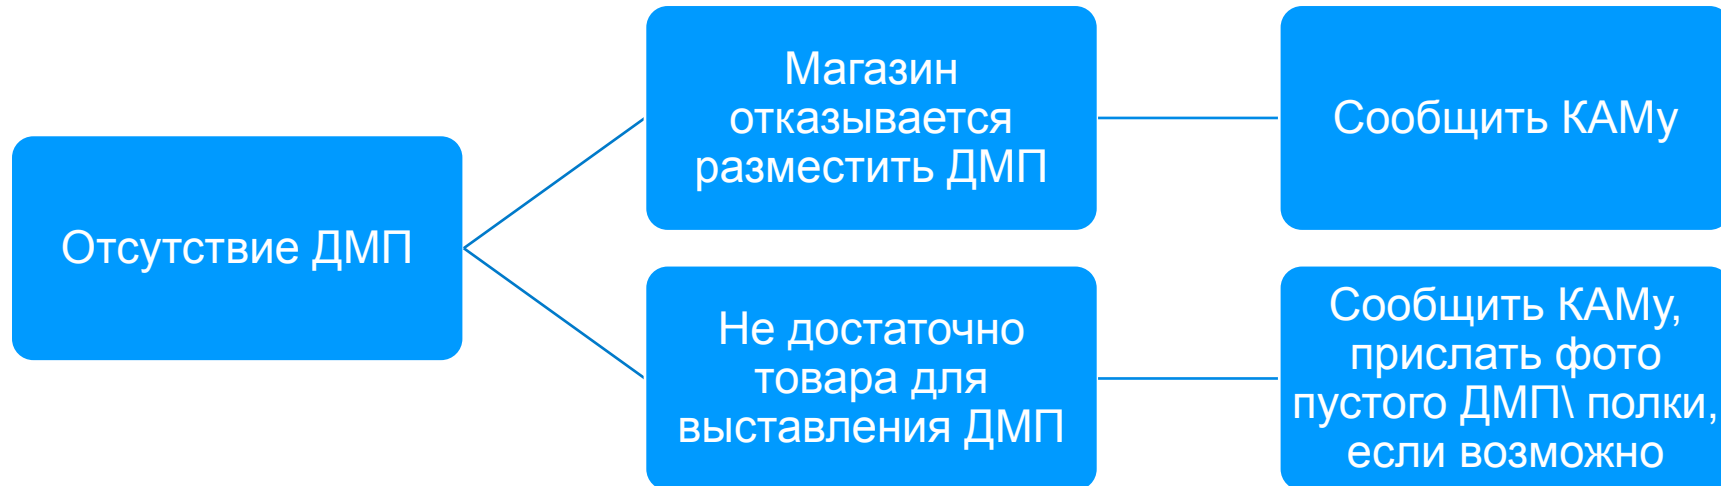 Отсутствие ДМП
Магазин
отказывается
разместить ДМП
Сообщить КАМу
Не достаточно
товара для
выставления ДМП
Сообщить КАМу,
прислать фото
пустого ДМП\ полки,
если возможно